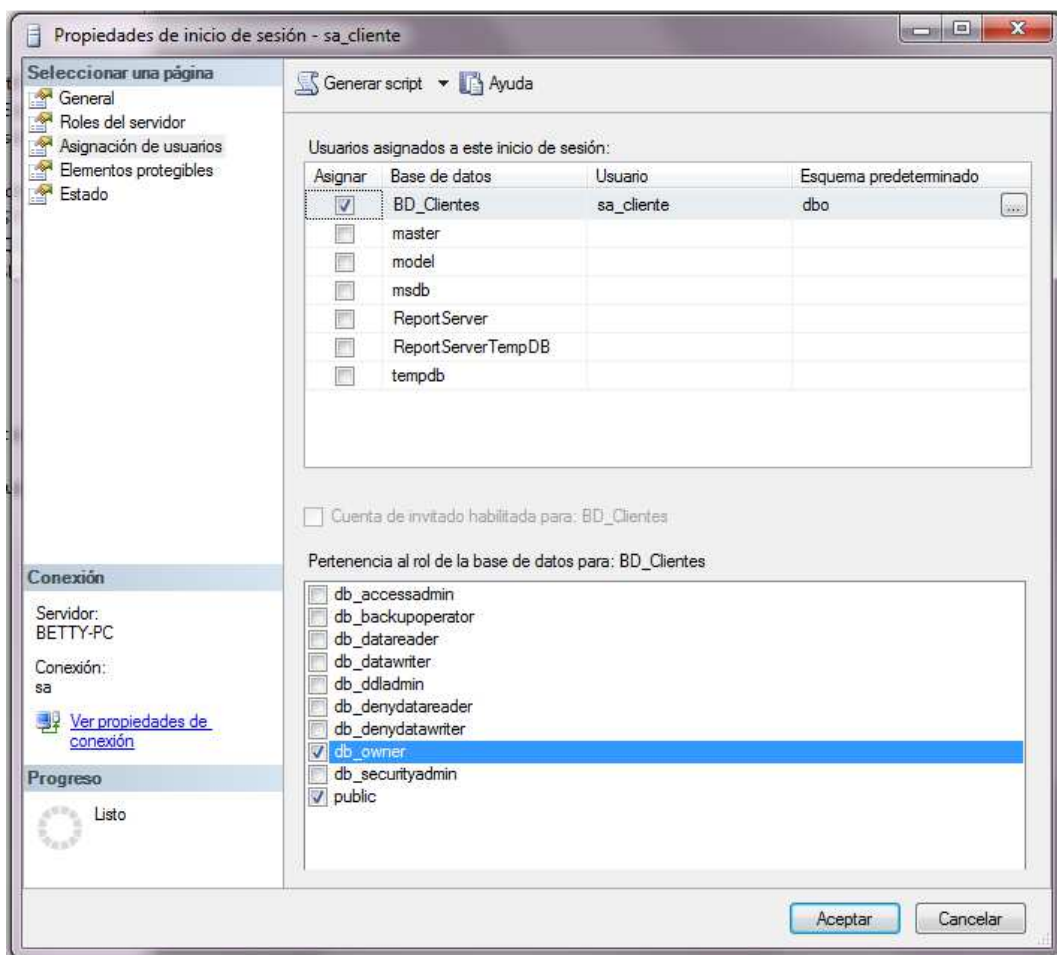 Propiedades de inicio de sesión - sa_cliente
Seleccionar una página
General
Roles del servidor
Asignación de usuarios
Elementos protegibles
Estado
Generar script
Ayuda
Usuarios asignados a este inicio de sesión:
Asignar Base de datos Usuario Esquema predeterminado
BD_Clientes sa_cliente dbo ...
master
model
msdb
ReportServer
ReportServerTempDB
tempdb
Cuenta de invitado habilitada para: BD_Clientes
Pertenencia al rol de la base de datos para: BD_Clientes
db_accessadmin
db_backupoperator
db_datareader
db_datawriter
db_ddladmin
db_denydatareader
db_denydatawriter
db_owner
db_securityadmin
public
Conexión
Servidor:
BETTY-PC
Conexión:
sa
Ver propiedades de
conexión
Progreso
Listo
Aceptar Cancelar